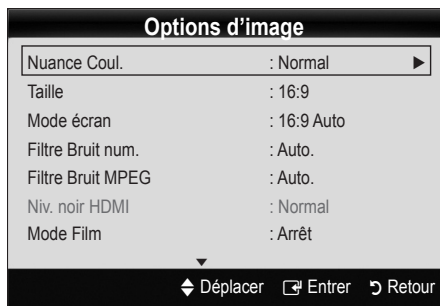 Options d'image
Nuance Coul. : Normal
Taille : 16:9
Mode écran : 16:9 Auto
Filtre Bruit num. : Auto.
Filtre Bruit MPEG : Auto.
Niv. noir HDMI : Normal
Mode Film : Arrêt
Déplacer Entrer Retour